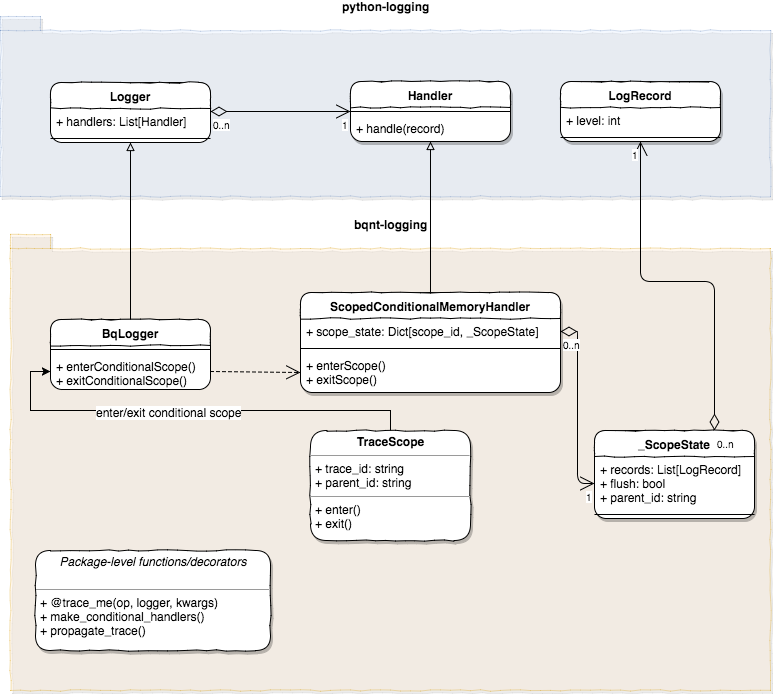 python-logging
Logger
+ handlers: List[Handler]
0..n
1
Handler
+ handle(record)
LogRecord
+ level: int
1
bqnt-logging
BqLogger
+ enterConditionalScope()
+ exitConditionalScope()
ScopedConditionalMemoryHandler
+ scope_state: Dict[scope_id, _ScopeState]
+ enterScope()
+ exitScope()
0..n
enter/exit conditional scope
TraceScope
+ trace_id: string
+ parent_id: string
+ enter()
+ exit()
_ScopeState
0..n
+ records: List[LogRecord]
+ flush: bool
+ parent_id: string
1
Package-level functions/decorators
+ @trace_me(op, logger, kwargs)
+ make_conditional_handlers()
+ propagate_trace()